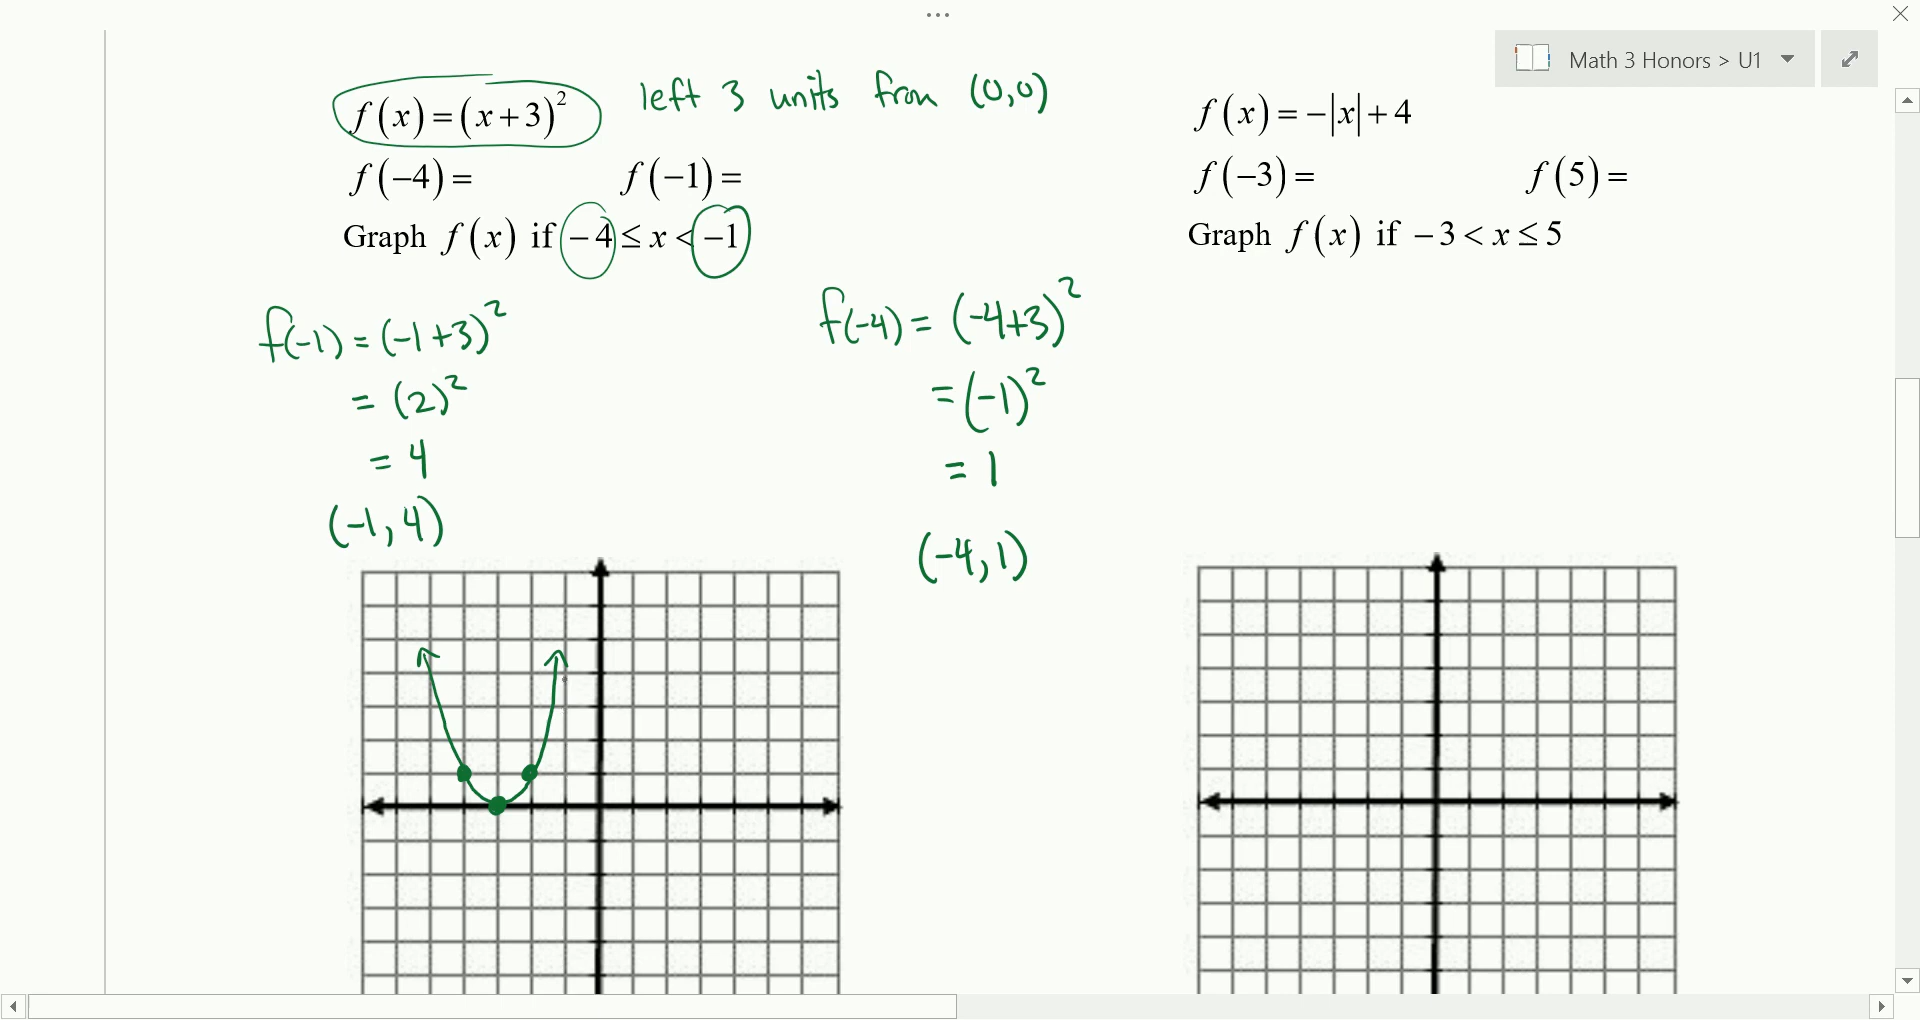 Math 3 Honors > U1
f(x) = (x+3)² left 3 units from (0,0)
f(−4) = f(−1) =
Graph f(x) if −4 ≤ x < −1
f(-1) = (-1+3)²
= (2)²
= 4
(-1, 4)
f(-4) = (-4+3)²
= (-1)²
= 1
(-4, 1)
f(x) = −|x| + 4
f(−3) = f(5) =
Graph f(x) if −3 < x ≤ 5